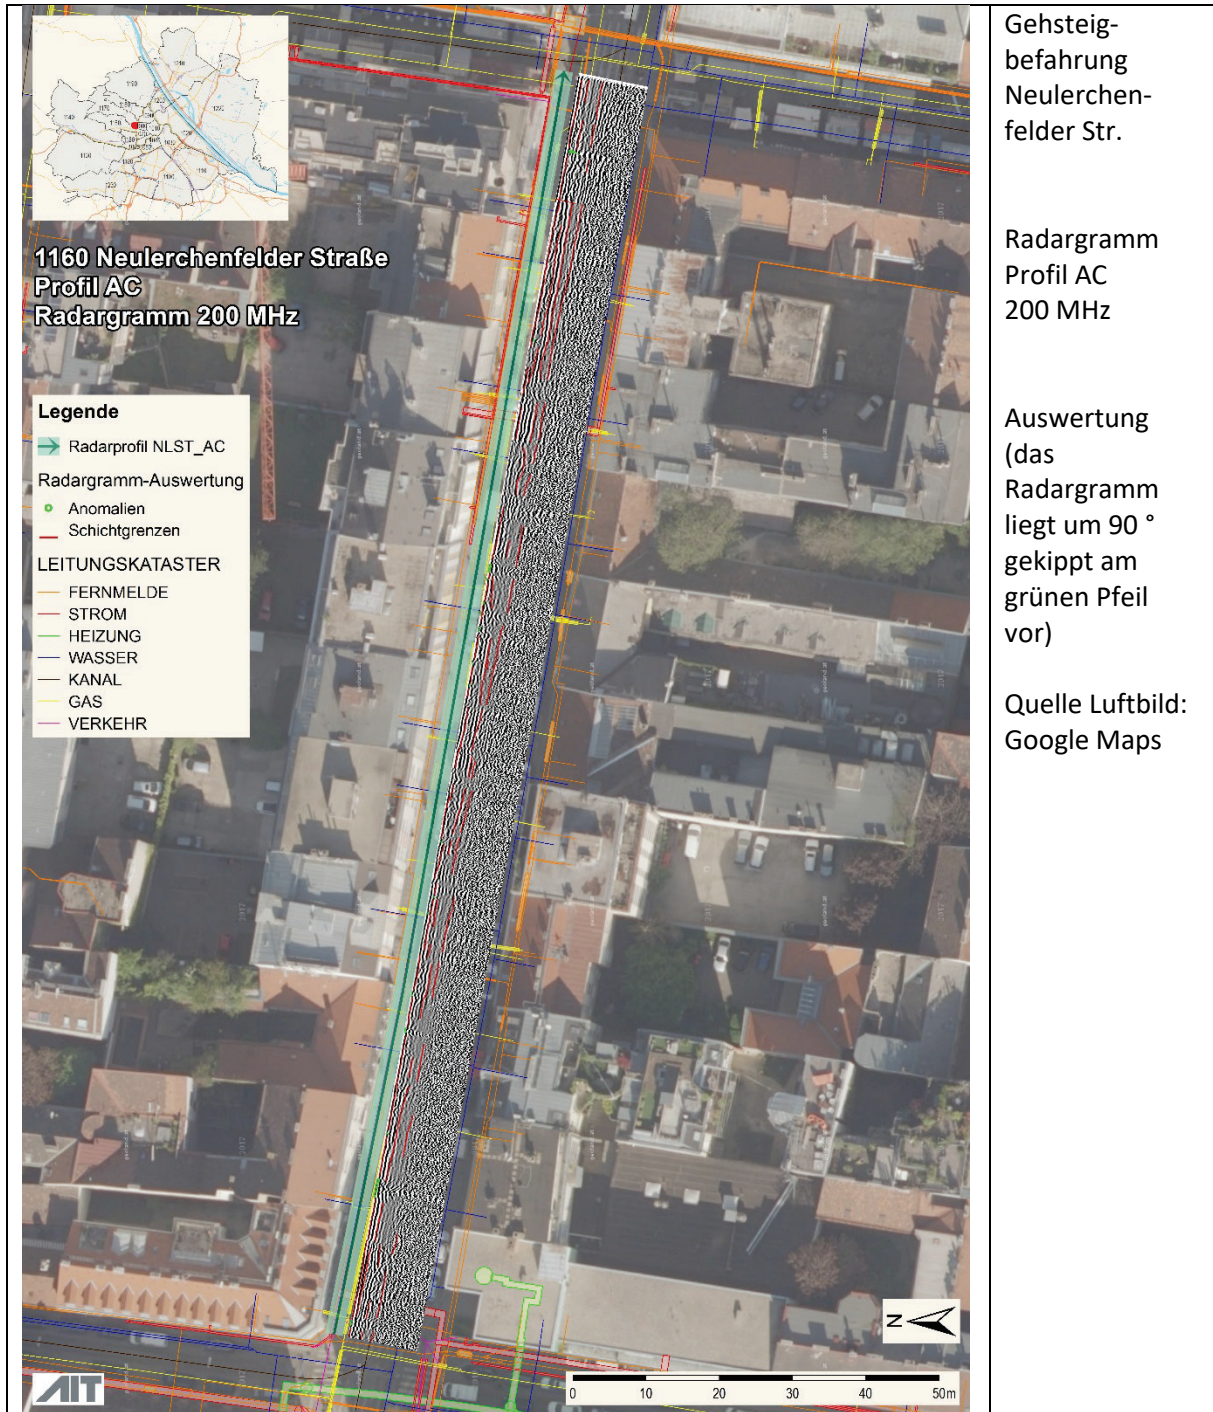 1160 Neulerchenfelder Straße
Profil AC
Radargramm 200 MHz
Legende
Radarprofil NLST_AC
Radargramm-Auswertung
Anomalien
Schichtgrenzen
LEITUNGSKATASTER
FERNMELDE
STROM
HEIZUNG
WASSER
KANAL
GAS
VERKEHR
N
0 10 20 30 40 50m
AIT
Gehsteig-
befahrung
Neulerchen-
felder Str.
Radargramm
Profil AC
200 MHz
Auswertung
(das
Radargramm
liegt um 90 °
gekippt am
grünen Pfeil
vor)
Quelle Luftbild:
Google Maps